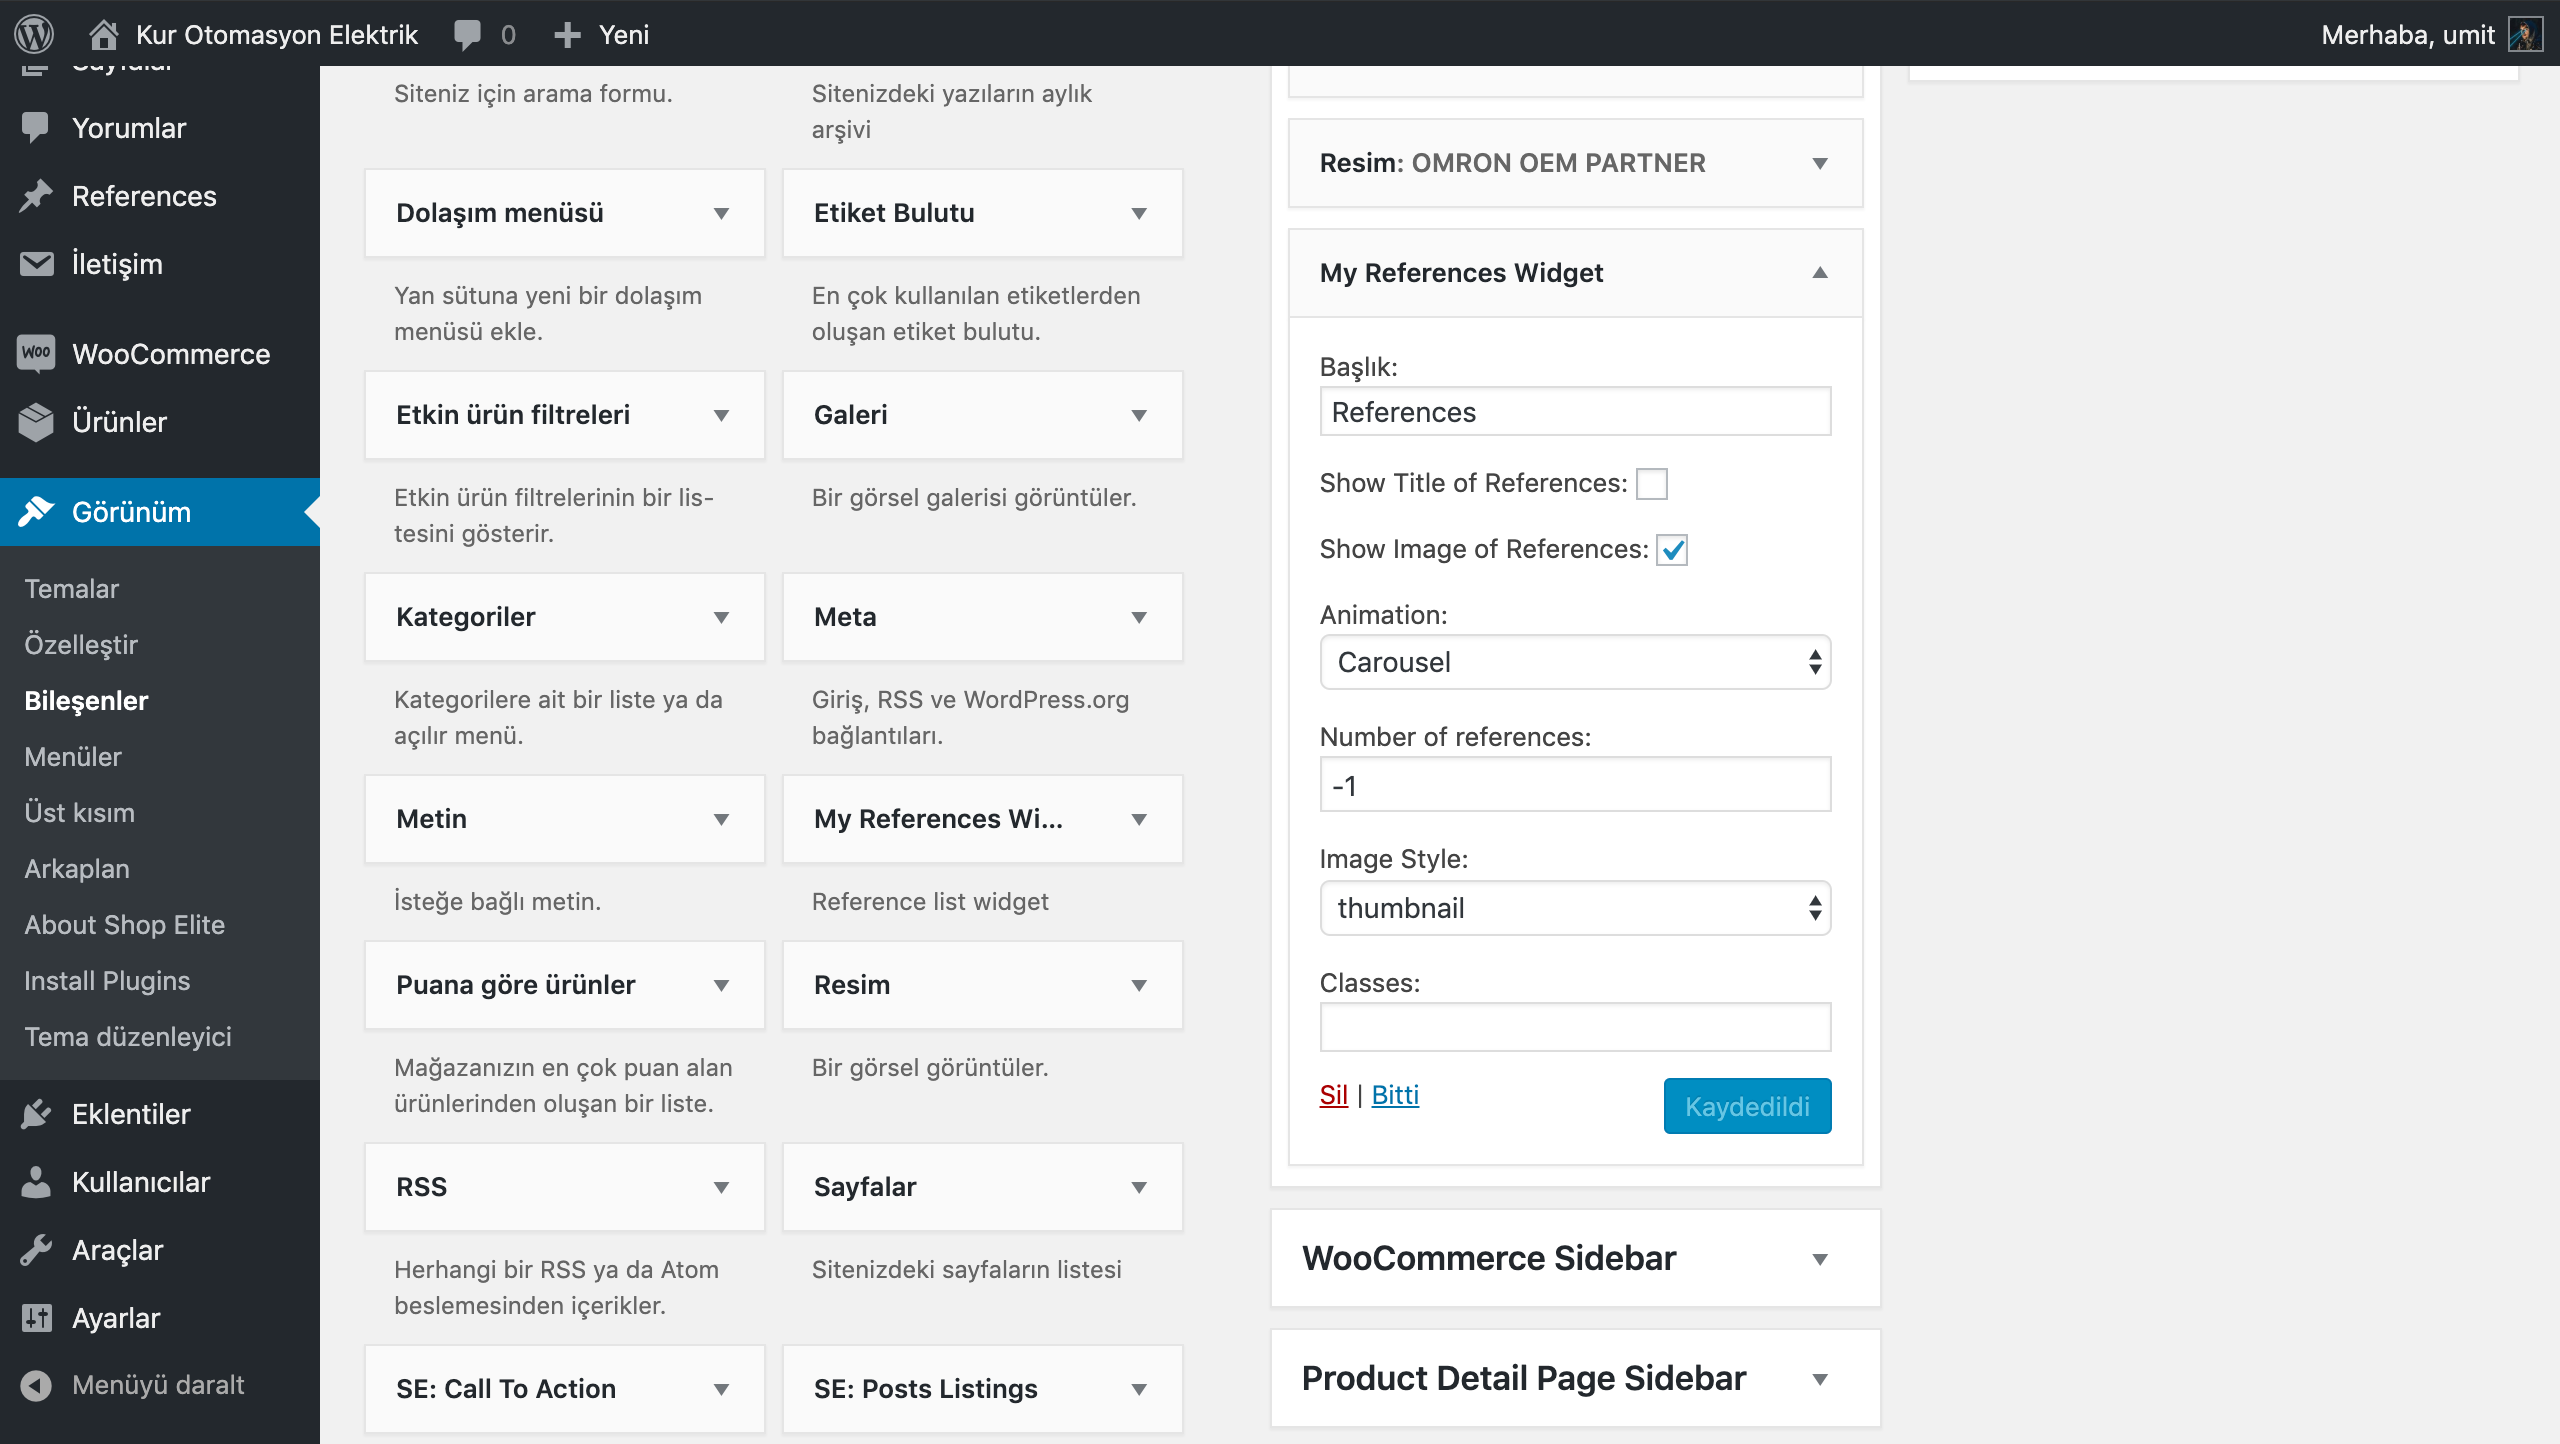 Kur Otomasyon Elektrik
0
Yeni
Merhaba, umit
Sayfalar
Yorumlar
References
İletişim
WooCommerce
Ürünler
Görünüm
Temalar
Özelleştir
Bileşenler
Menüler
Üst kısım
Arkaplan
About Shop Elite
Install Plugins
Tema düzenleyici
Eklentiler
Kullanıcılar
Araçlar
Ayarlar
Menüyü daralt
Siteniz için arama formu.
Sitenizdeki yazıların aylık
arşivi
Dolaşım menüsü
Etiket Bulutu
Yan sütuna yeni bir dolaşım
menüsü ekle.
En çok kullanılan etiketlerden
oluşan etiket bulutu.
Etkin ürün filtreleri
Galeri
Etkin ürün filtrelerinin bir lis-
tesini gösterir.
Bir görsel galerisi görüntüler.
Kategoriler
Meta
Kategorilere ait bir liste ya da
açılır menü.
Giriş, RSS ve WordPress.org
bağlantıları.
Metin
My References Wi...
İsteğe bağlı metin.
Reference list widget
Puana göre ürünler
Resim
Mağazanızın en çok puan alan
ürünlerinden oluşan bir liste.
Bir görsel görüntüler.
RSS
Sayfalar
Herhangi bir RSS ya da Atom
beslemesinden içerikler.
Sitenizdeki sayfaların listesi
SE: Call To Action
SE: Posts Listings
Resim: OMRON OEM PARTNER
My References Widget
Başlık:
References
Show Title of References:
Show Image of References:
Animation:
Carousel
Number of references:
-1
Image Style:
thumbnail
Classes:
Sil | Bitti
Kaydedildi
WooCommerce Sidebar
Product Detail Page Sidebar